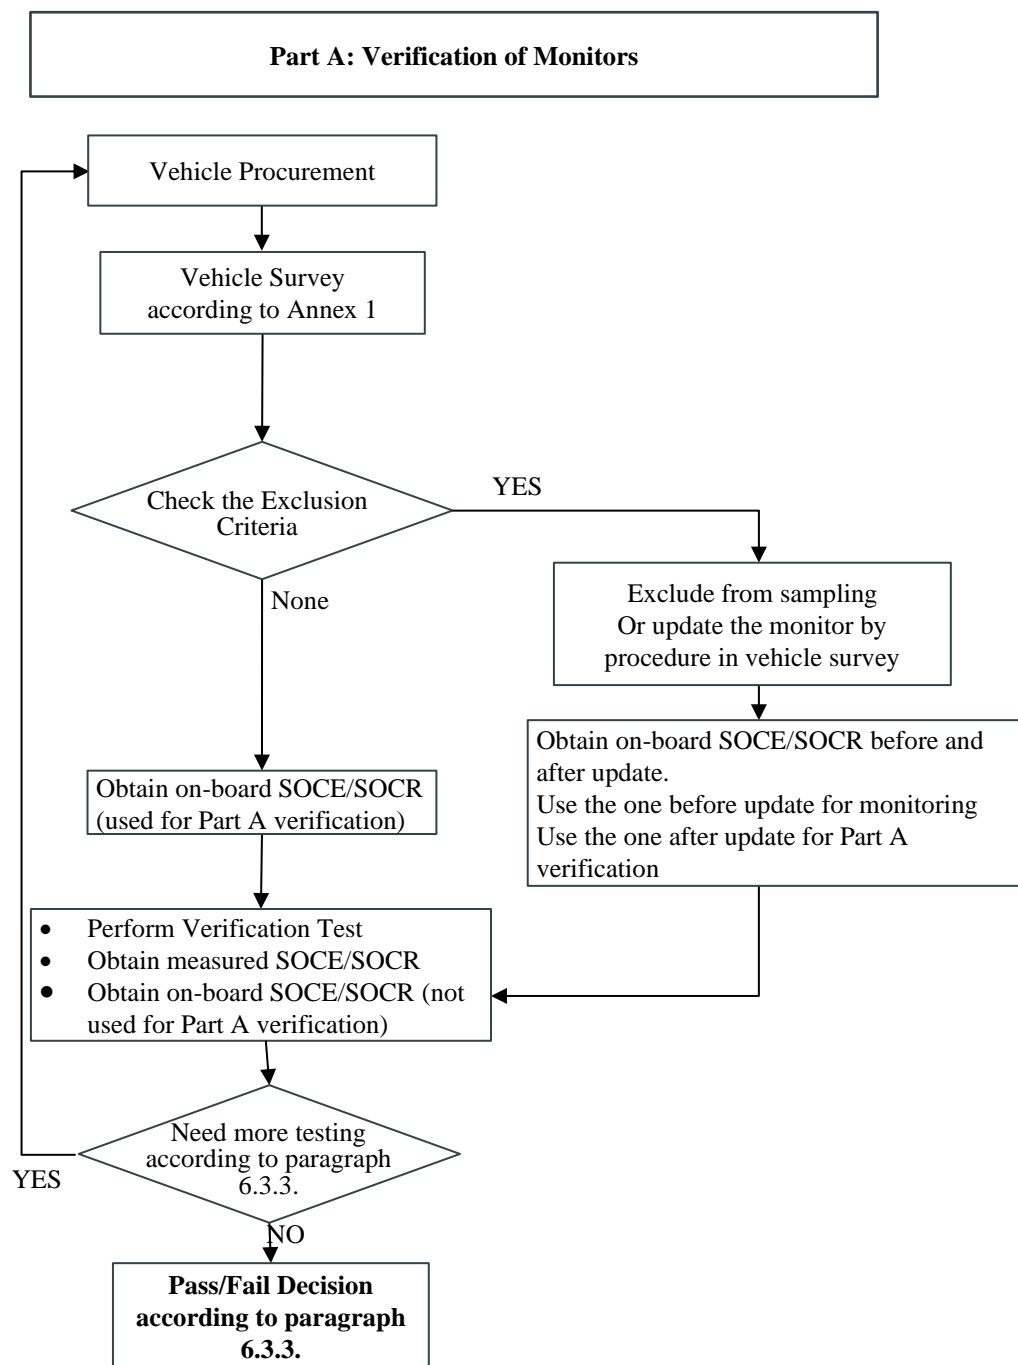 Part A: Verification of Monitors
Vehicle Procurement
Vehicle Survey
according to Annex 1
Check the Exclusion
Criteria
YES
None
Exclude from sampling
Or update the monitor by
procedure in vehicle survey
Obtain on-board SOCE/SOCR before and
after update.
Use the one before update for monitoring
Use the one after update for Part A
verification
Obtain on-board SOCE/SOCR
(used for Part A verification)
• Perform Verification Test
• Obtain measured SOCE/SOCR
• Obtain on-board SOCE/SOCR (not
used for Part A verification)
Need more testing
according to paragraph
6.3.3.
YES
NO
Pass/Fail Decision
according to paragraph
6.3.3.